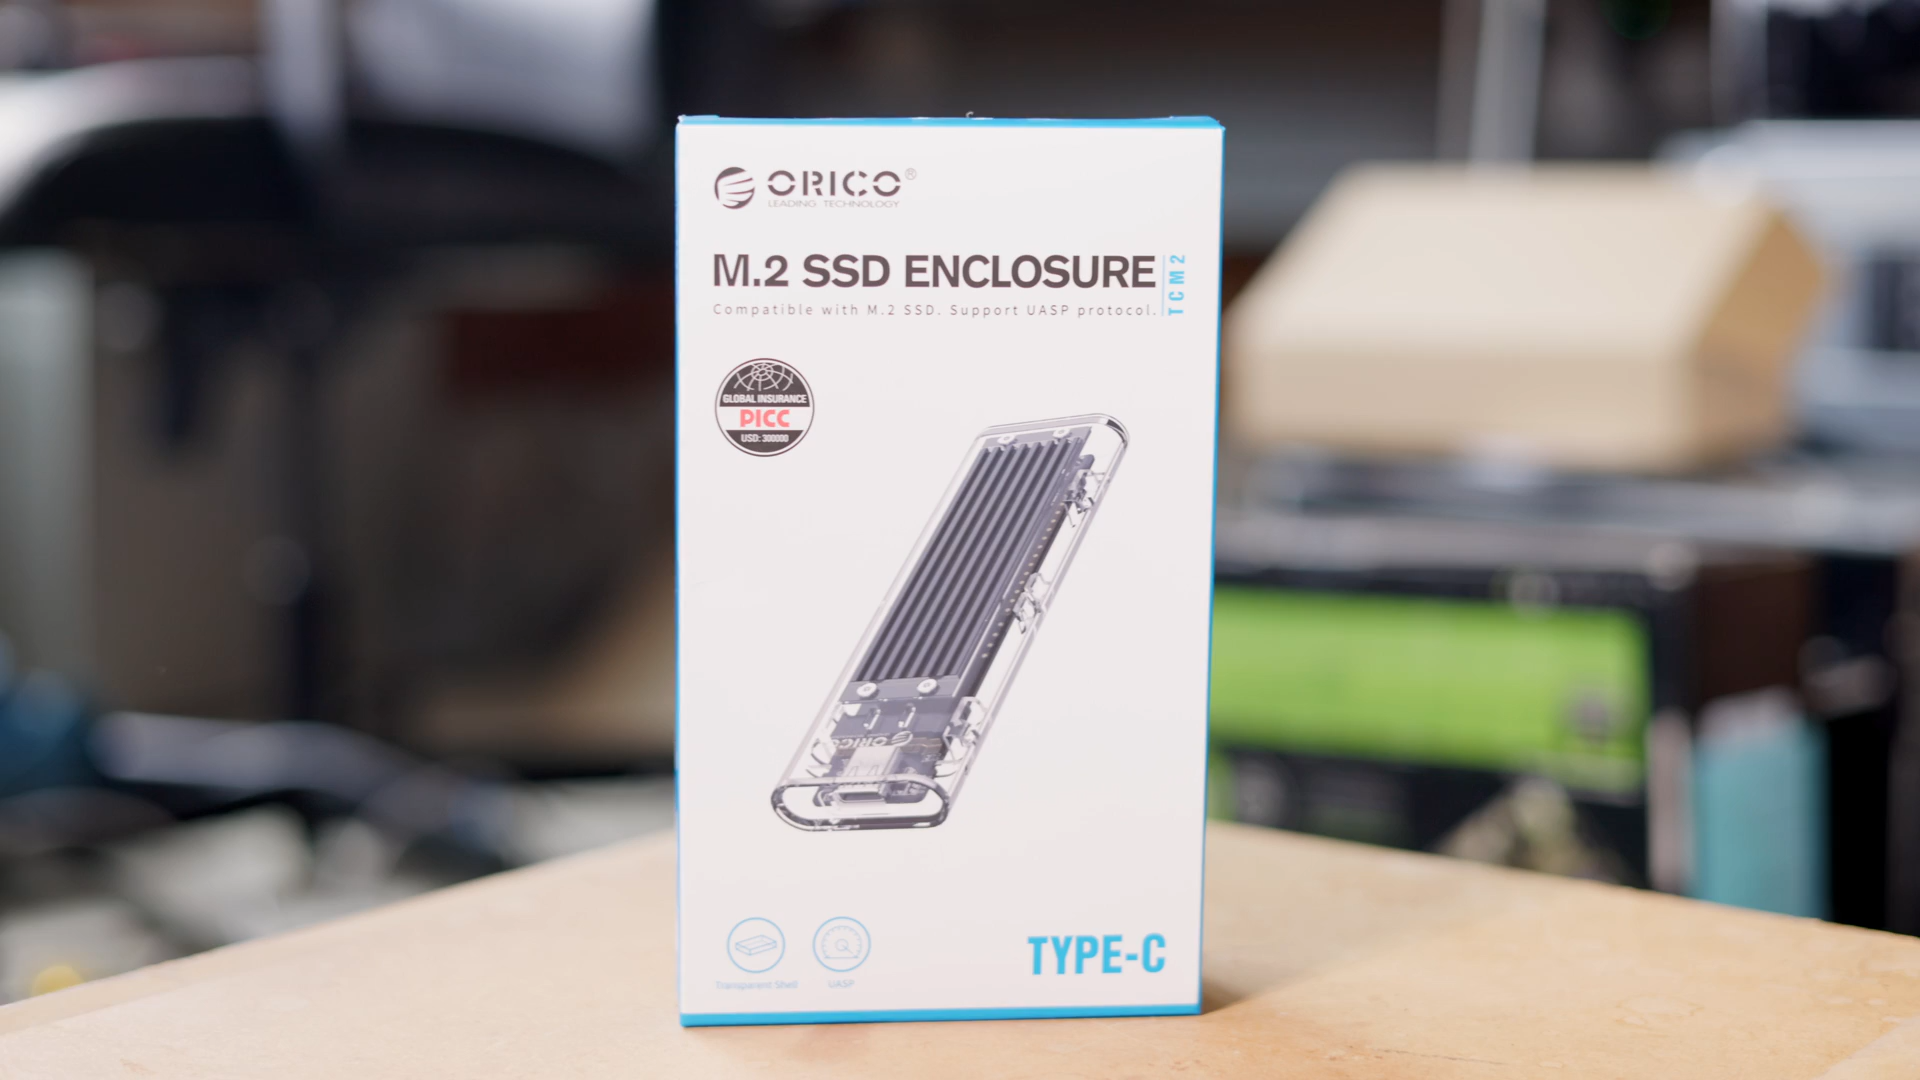 ORICO®
LEADING TECHNOLOGY
M.2 SSD ENCLOSURE
TCM2
Compatible with M.2 SSD. Support UASP protocol.
GLOBAL INSURANCE
PICC
USD: 300000
ORICO
Transparent Shell
UASP
TYPE-C